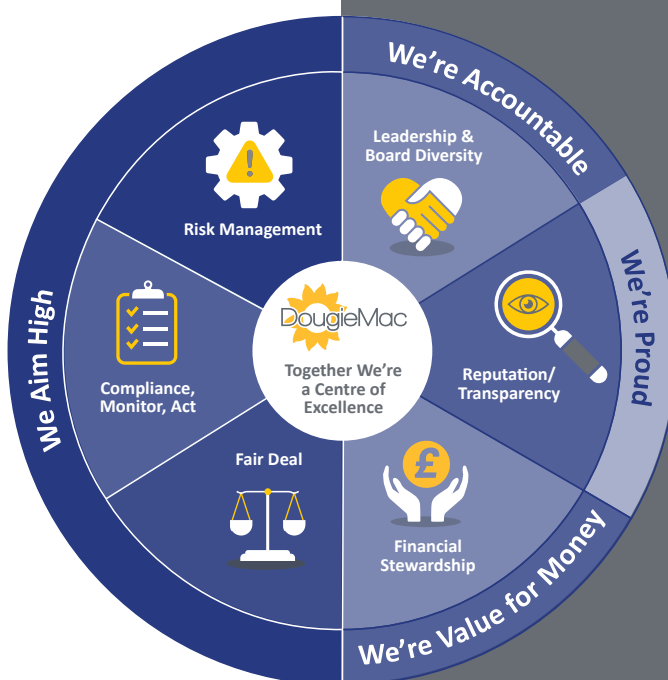 We're Accountable
Leadership &
Board Diversity
Risk Management
We're Proud
DougieMac
Together We're
a Centre of
Excellence
We Aim High
Compliance,
Monitor, Act
Reputation/
Transparency
Fair Deal
£
Financial
Stewardship
We're Value for Money